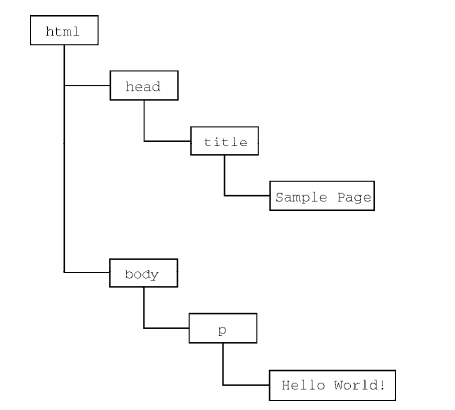 html
head
title
Sample Page
body
p
Hello World!